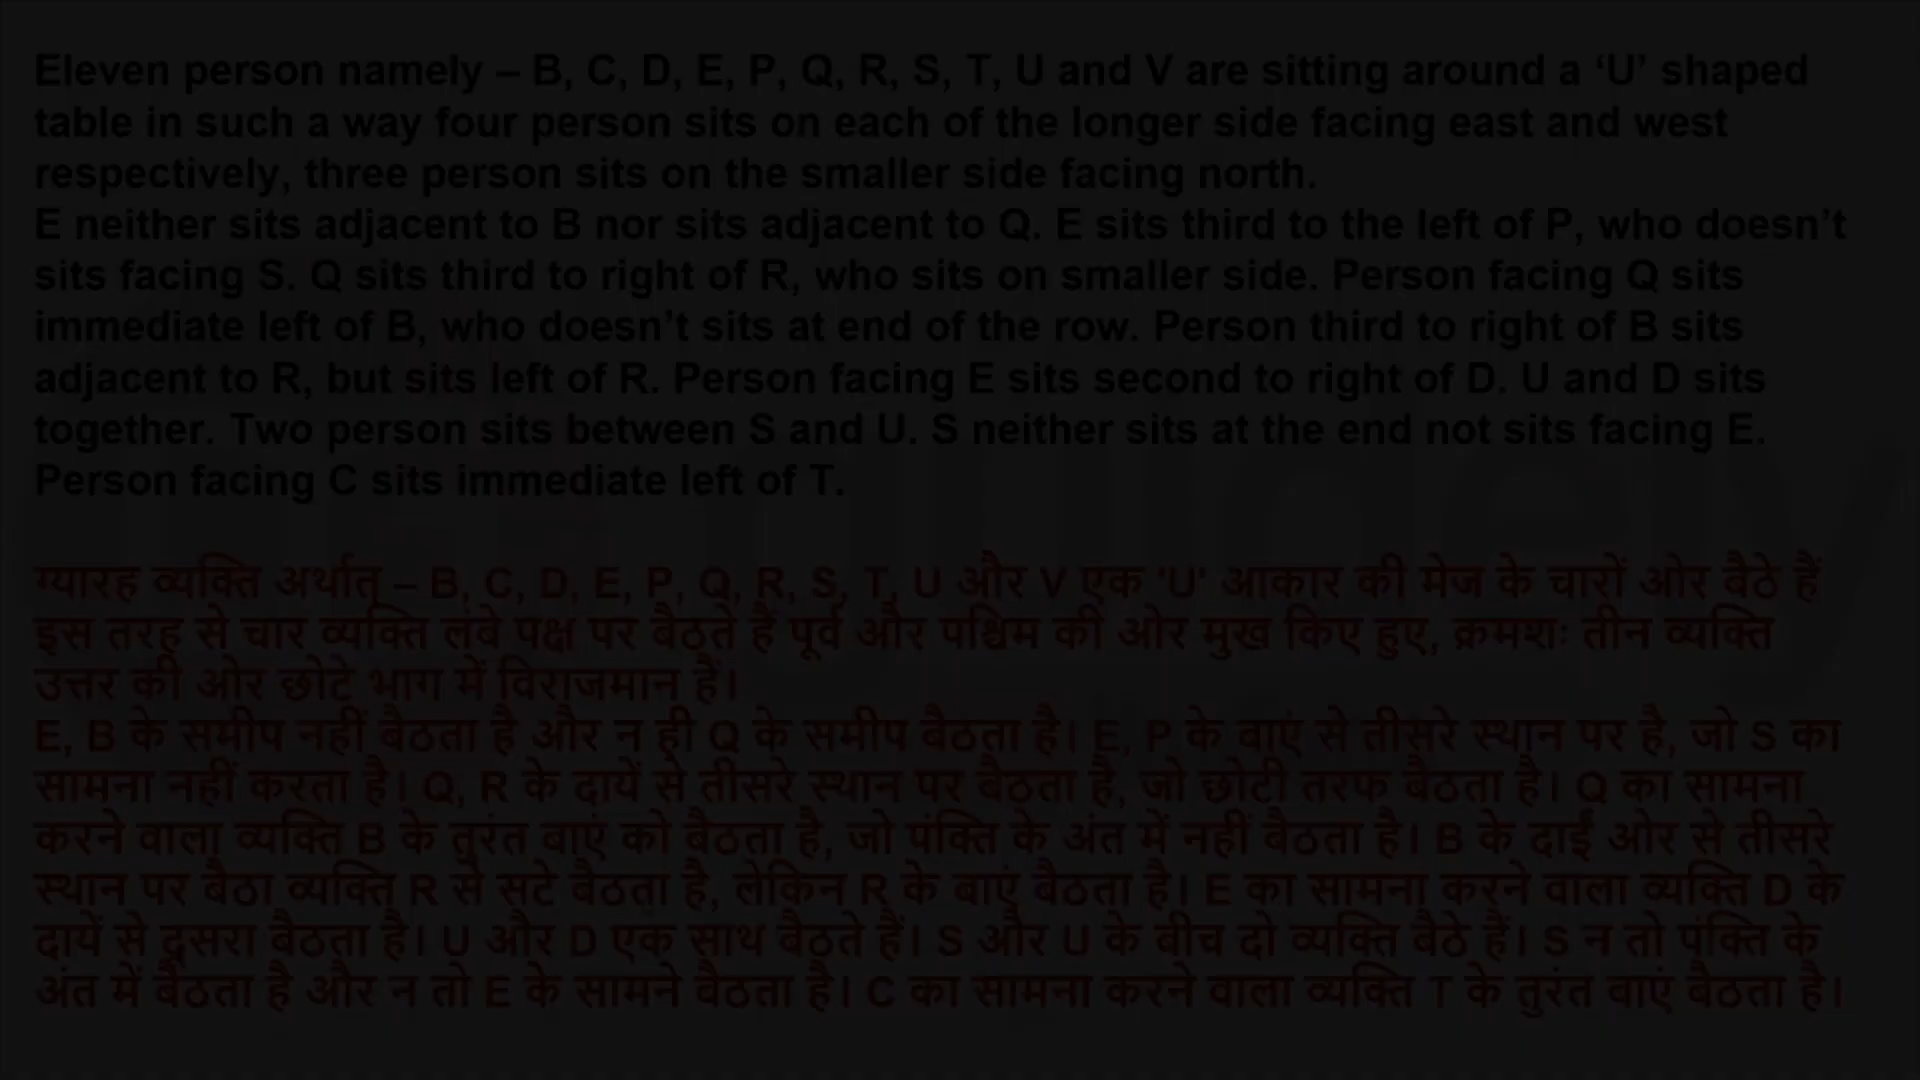 Eleven person namely – B, C, D, E, P, Q, R, S, T, U and V are sitting around a ‘U’ shaped
table in such a way four person sits on each of the longer side facing east and west
respectively, three person sits on the smaller side facing north.
E neither sits adjacent to B nor sits adjacent to Q. E sits third to the left of P, who doesn’t
sits facing S. Q sits third to right of R, who sits on smaller side. Person facing Q sits
immediate left of B, who doesn’t sits at end of the row. Person third to right of B sits
adjacent to R, but sits left of R. Person facing E sits second to right of D. U and D sits
together. Two person sits between S and U. S neither sits at the end not sits facing E.
Person facing C sits immediate left of T.
ग्यारह व्यक्ति अर्थात् – B, C, D, E, P, Q, R, S, T, U और V एक 'U' आकार की मेज के चारों ओर बैठे हैं
इस तरह से चार व्यक्ति लंबे पक्ष पर बैठते हैं पूर्व और पश्चिम की ओर मुख किए हुए, क्रमशः तीन व्यक्ति
उत्तर की ओर छोटे भाग में विराजमान हैं।
E, B के समीप नहीं बैठता है और न ही Q के समीप बैठता है। E, P के बाएं से तीसरे स्थान पर है, जो S का
सामना नहीं करता है। Q, R के दायें से तीसरे स्थान पर बैठता है, जो छोटी तरफ बैठता है। Q का सामना
करने वाला व्यक्ति B के तुरंत बाएं को बैठता है, जो पंक्ति के अंत में नहीं बैठता है। B के दाईं ओर से तीसरे
स्थान पर बैठा व्यक्ति R से सटे बैठता है, लेकिन R के बाएं बैठता है। E का सामना करने वाला व्यक्ति D के
दायें से दूसरा बैठता है। U और D एक साथ बैठते हैं। S और U के बीच दो व्यक्ति बैठे हैं। S न तो पंक्ति के
अंत में बैठता है और न तो E के सामने बैठता है। C का सामना करने वाला व्यक्ति T के तुरंत बाएं बैठता है।